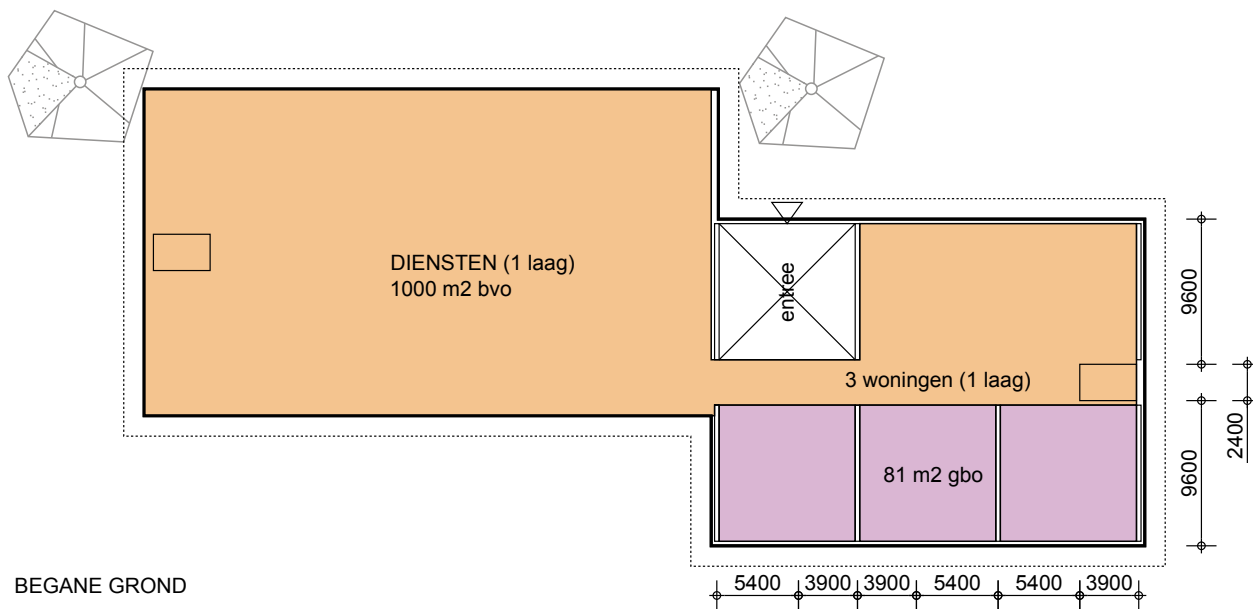 DIENSTEN (1 laag)
1000 m2 bvo
entree
3 woningen (1 laag)
81 m2 gbo
9600
2400
9600
5400 3900 3900 5400 5400 3900
BEGANE GROND